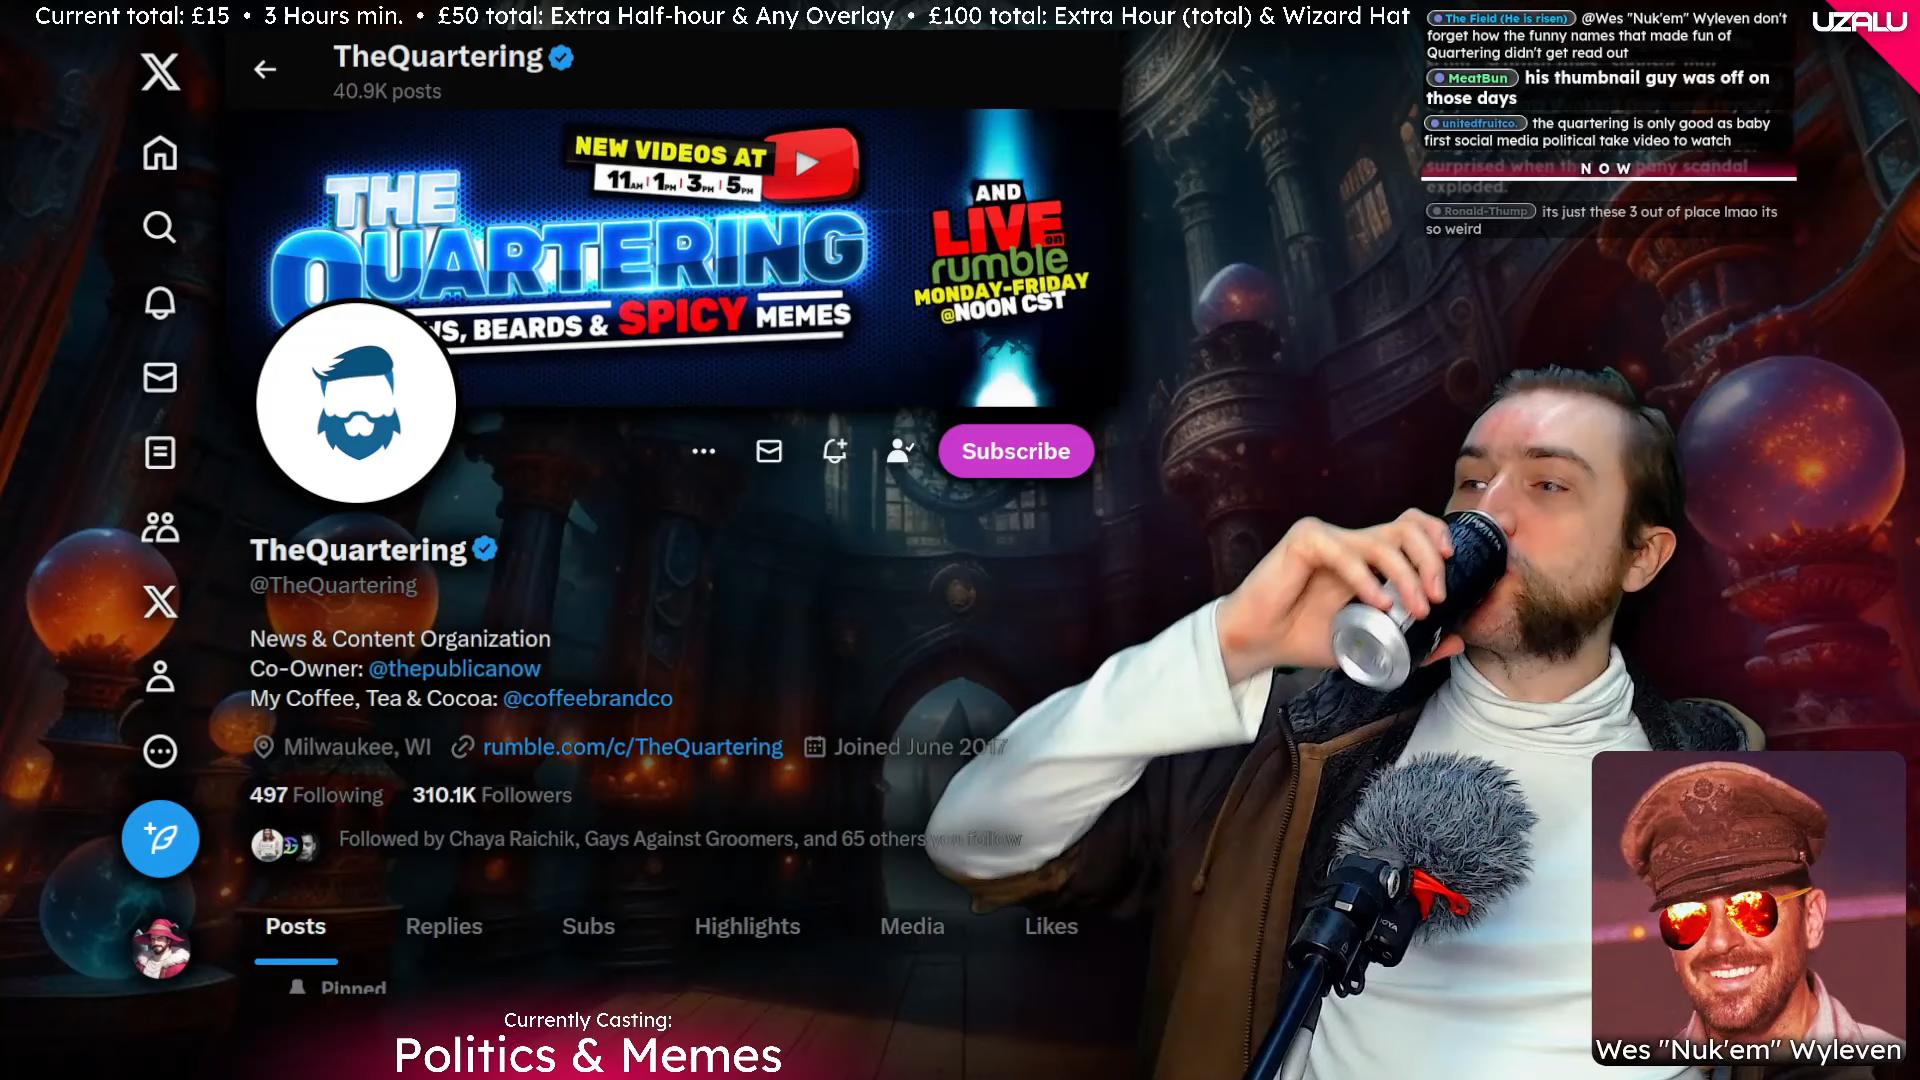 Current total: £15 • 3 Hours min. • £50 total: Extra Half-hour & Any Overlay • £100 total: Extra Hour (total) & Wizard Hat
The Field (He is risen) @Wes "Nuk'em" Wyleven don't
forget how the funny names that made fun of
Quartering didn't get read out
MeatBun his thumbnail guy was off on
those days
unitedfruitco. the quartering is only good as baby
first social media political take video to watch
surprised when the
scandal
NOW
exploded.
Ronald-Thump its just these 3 out of place lmao its
so weird
UZALU
TheQuartering
40.9K posts
NEW VIDEOS AT
11AM | 1PM | 3PM | 5PM
THE
QUARTERING
WS, BEARDS & SPICY MEMES
AND
LIVE on
rumble
MONDAY-FRIDAY
@NOON CST
Subscribe
TheQuartering
@TheQuartering
News & Content Organization
Co-Owner: @thepublicanow
My Coffee, Tea & Cocoa: @coffeebrandco
Milwaukee, WI rumble.com/c/TheQuartering Joined June 2017
497 Following 310.1K Followers
Followed by Chaya Raichik, Gays Against Groomers, and 65 others you follow
Posts Replies Subs Highlights Media Likes
Pinned
Currently Casting:
Politics & Memes
Wes "Nuk'em" Wyleven